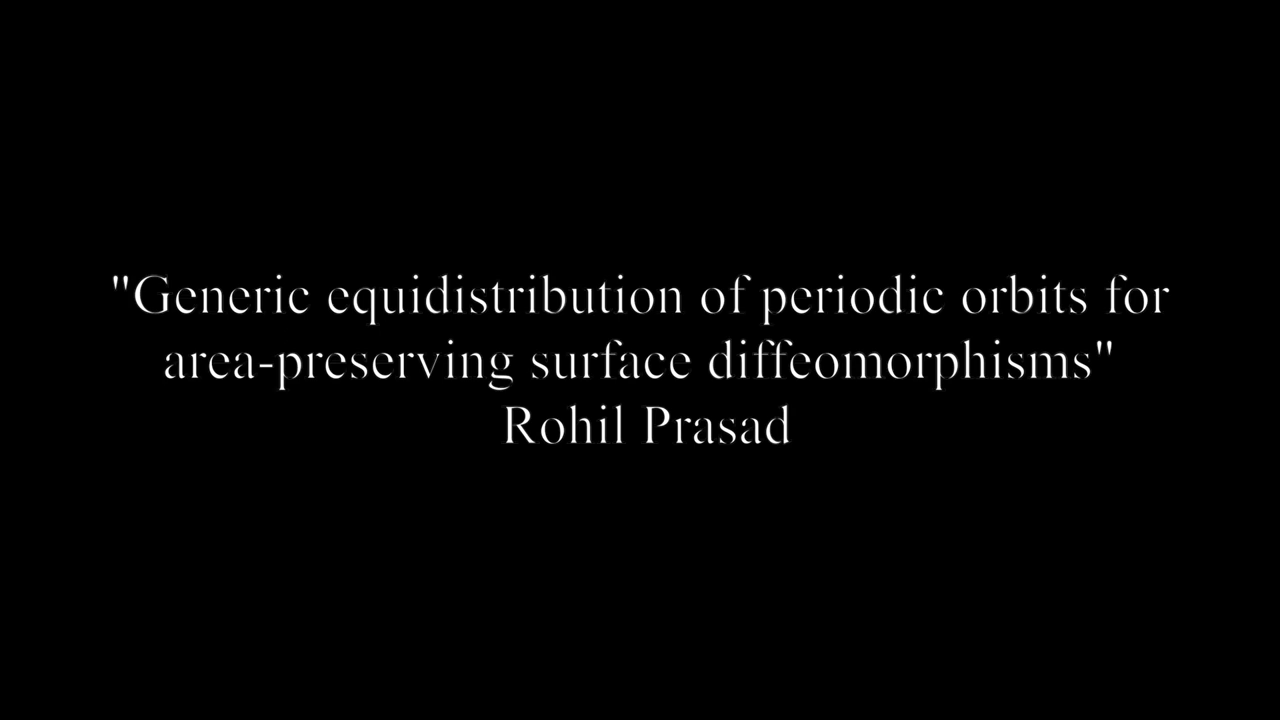 "Generic equidistribution of periodic orbits for
area-preserving surface diffeomorphisms"
Rohil Prasad